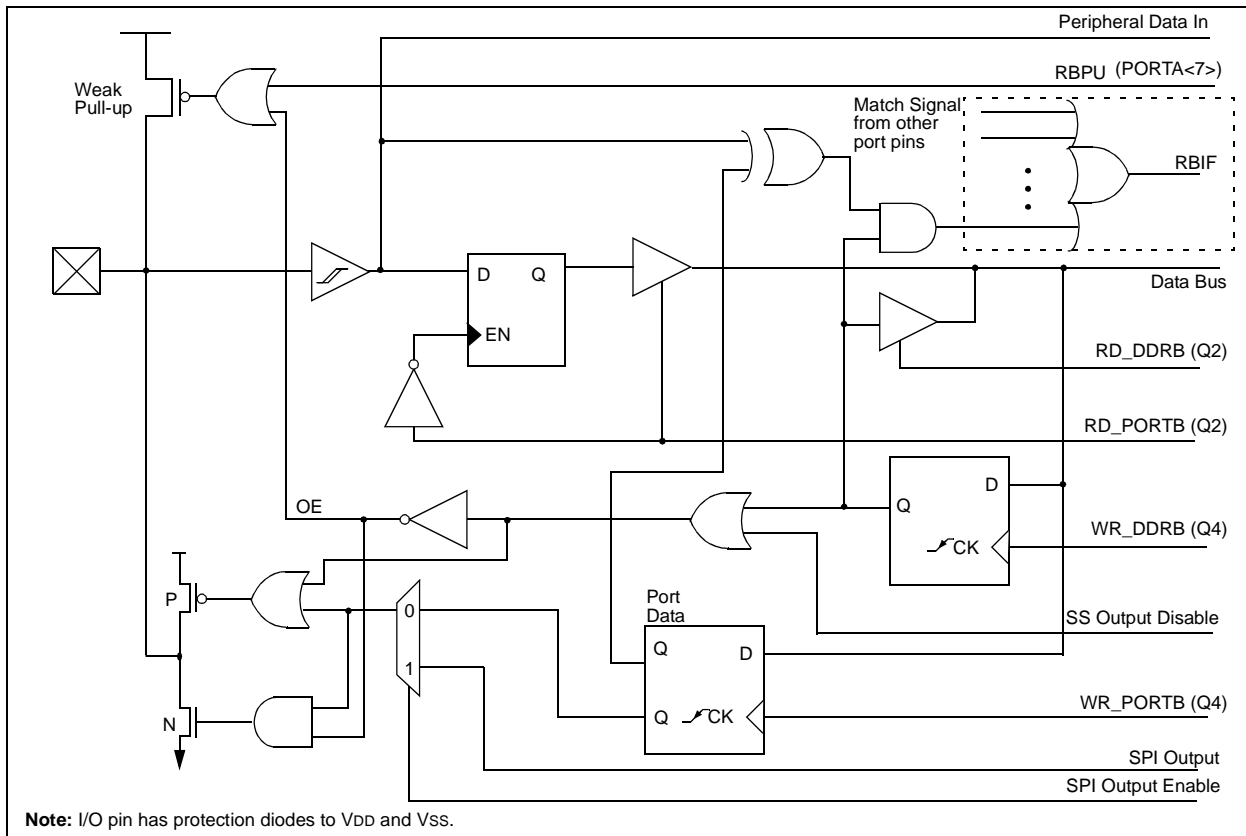 Peripheral Data In
RBPU (PORTA<7>)
Weak
Pull-up
Match Signal
from other
port pins
RBIF
D
Q
EN
Data Bus
RD_DDRB (Q2)
RD_PORTB (Q2)
OE
Q
D
CK
WR_DDRB (Q4)
P
0
1
Port
Data
Q
D
SS Output Disable
N
Q
CK
WR_PORTB (Q4)
SPI Output
SPI Output Enable
Note: I/O pin has protection diodes to VDD and VSS.